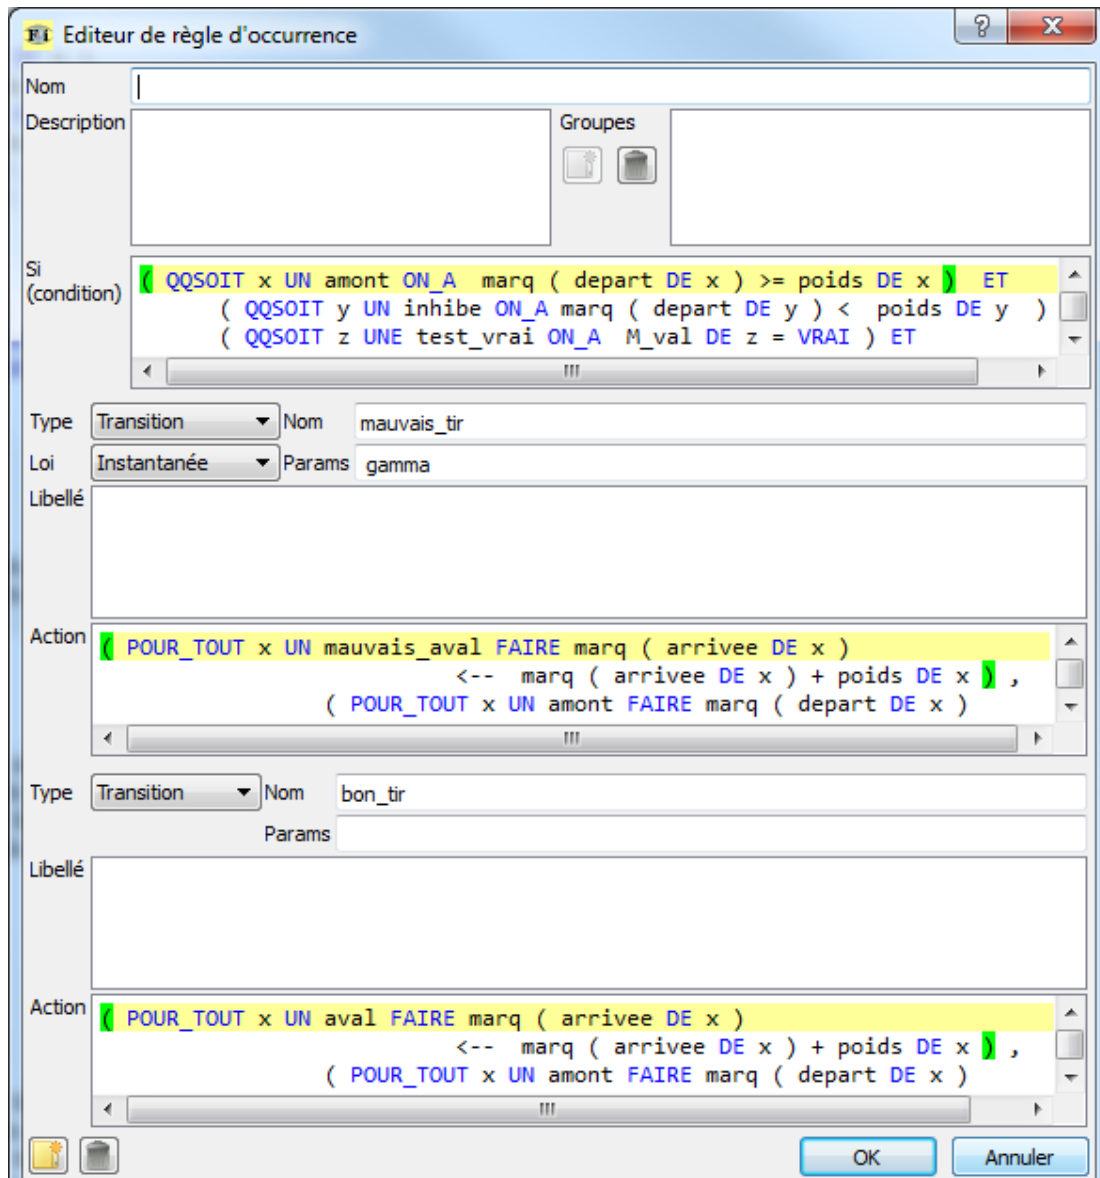 Fi Editeur de règle d'occurrence
Nom
Description
Groupes
Si
(condition)
( QQSOIT x UN amont ON_A marq ( depart DE x ) >= poids DE x ) ET
( QQSOIT y UN inhibe ON_A marq ( depart DE y ) < poids DE y )
( QQSOIT z UNE test_vrai ON_A M_val DE z = VRAI ) ET
Type Transition Nom mauvais_tir
Loi Instantanée Params gamma
Libellé
Action
( POUR_TOUT x UN mauvais_aval FAIRE marq ( arrivee DE x )
<-- marq ( arrivee DE x ) + poids DE x ) ,
( POUR_TOUT x UN amont FAIRE marq ( depart DE x )
Type Transition Nom bon_tir
Params
Libellé
Action
( POUR_TOUT x UN aval FAIRE marq ( arrivee DE x )
<-- marq ( arrivee DE x ) + poids DE x ) ,
( POUR_TOUT x UN amont FAIRE marq ( depart DE x )
OK Annuler